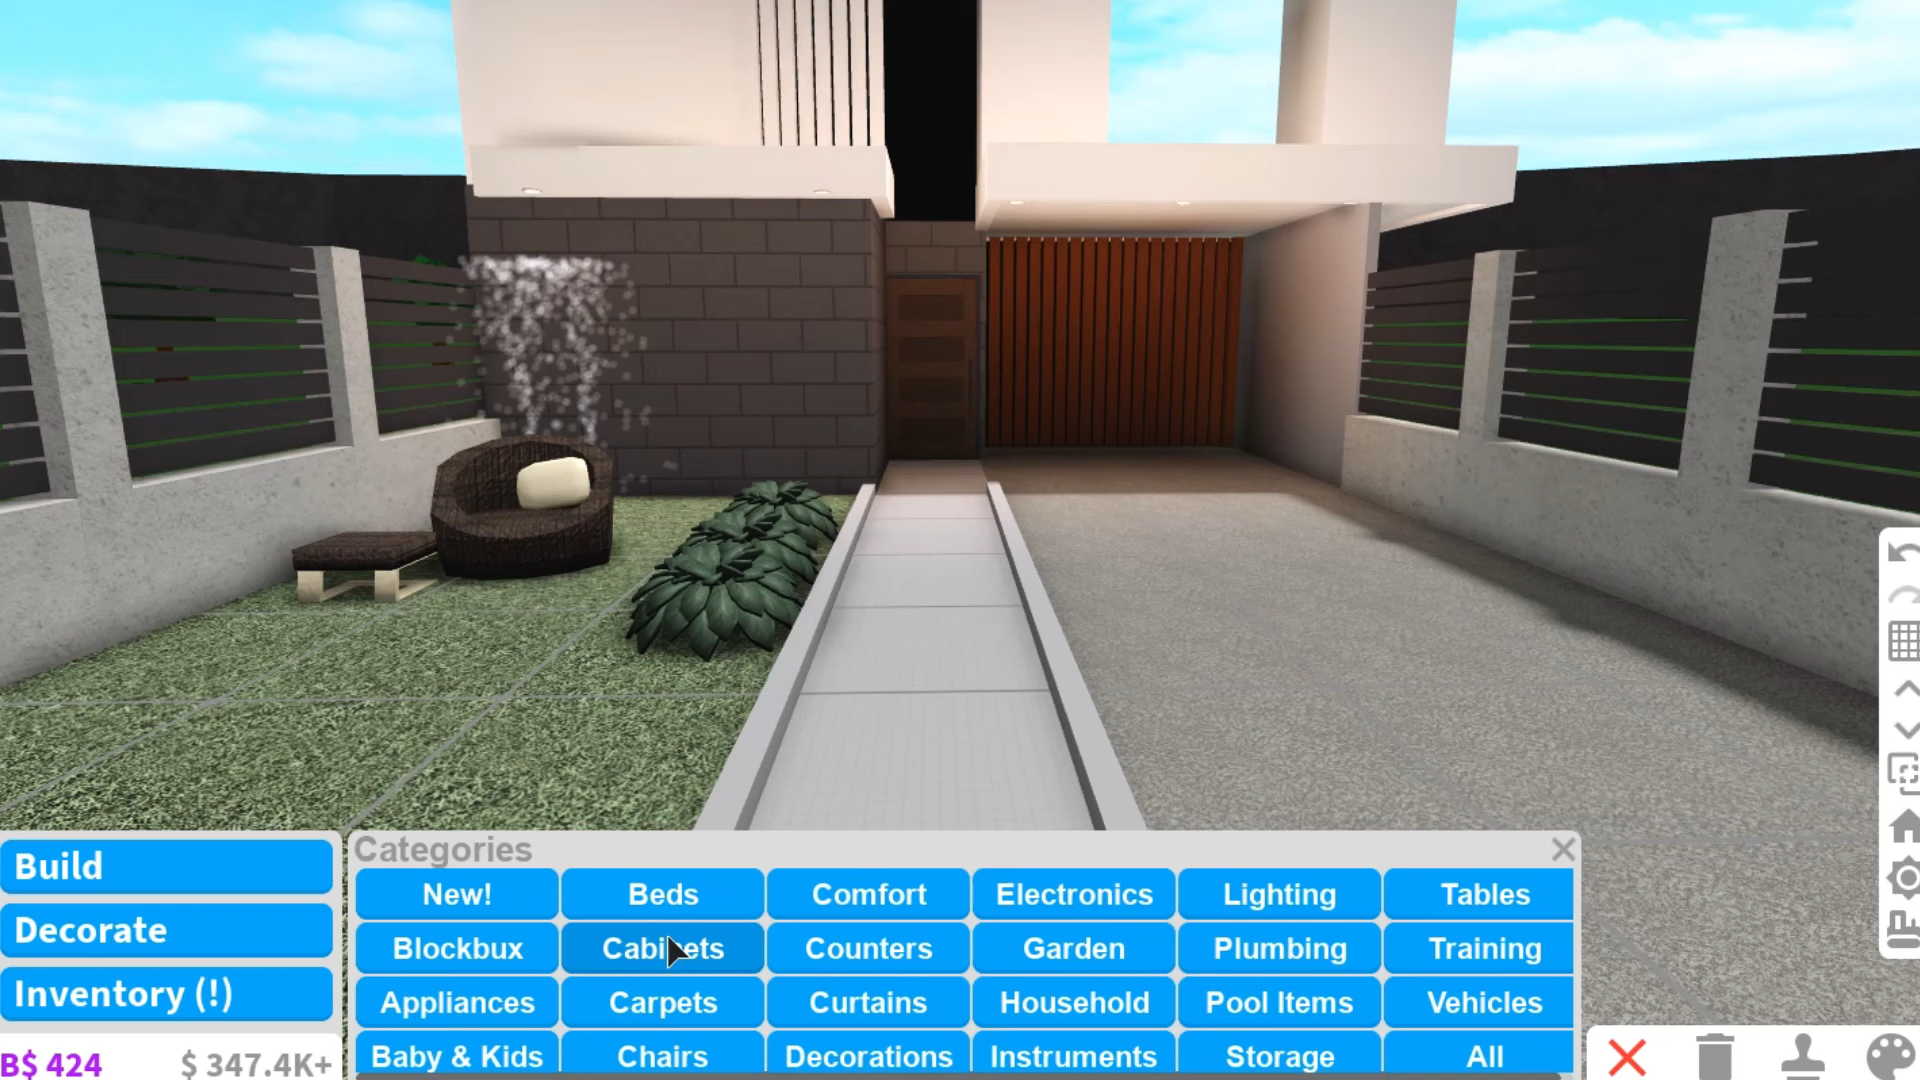 Build
Decorate
Inventory (!)
B$ 424 $ 347.4K+
Categories
New! Beds Comfort Electronics Lighting Tables
Blockbux Cabinets Counters Garden Plumbing Training
Appliances Carpets Curtains Household Pool Items Vehicles
Baby & Kids Chairs Decorations Instruments Storage All